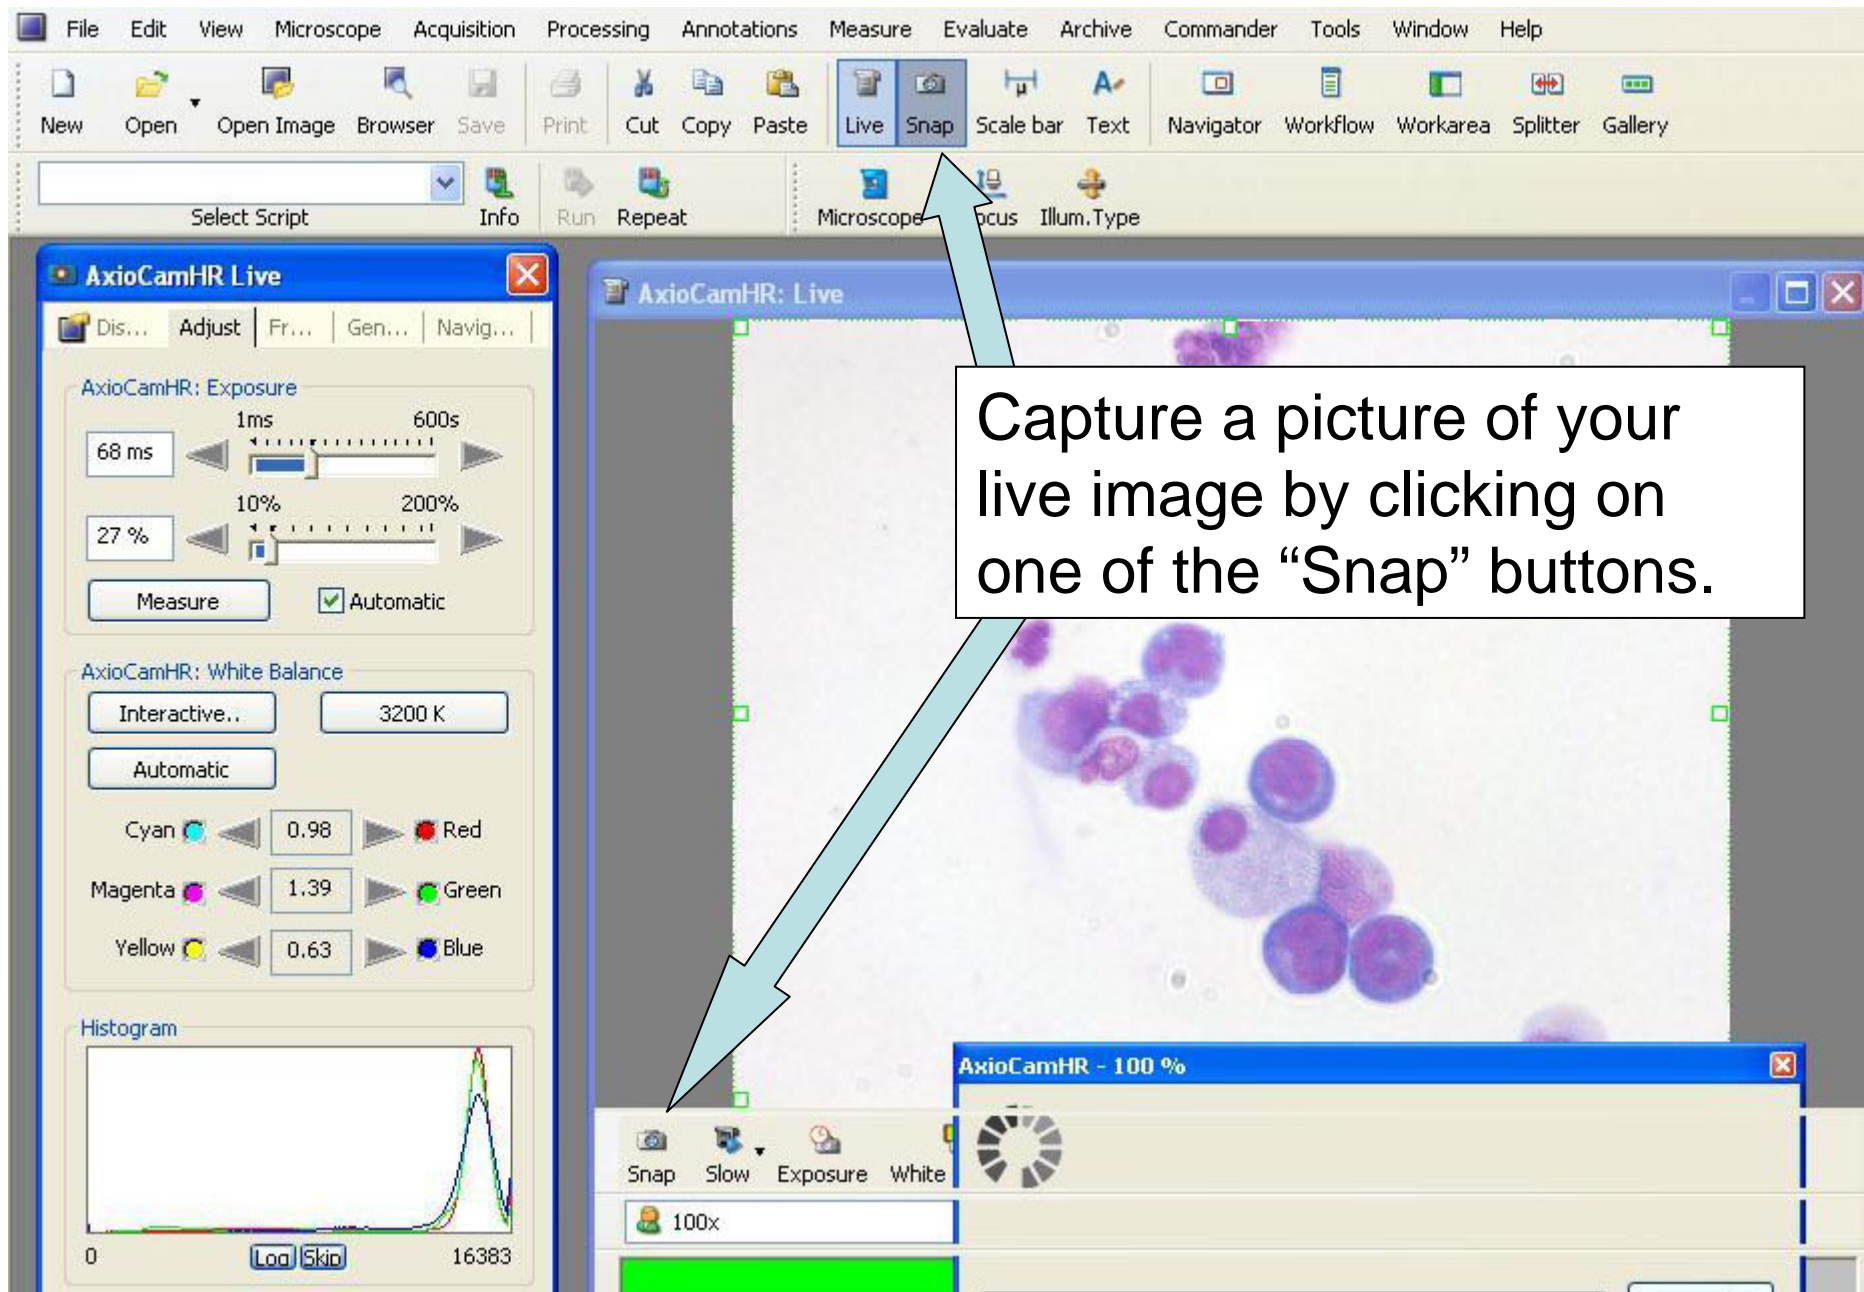 File Edit View Microscope Acquisition Processing Annotations Measure Evaluate Archive Commander Tools Window Help
New Open Open Image Browser Save Print Cut Copy Paste Live Snap Scale bar Text Navigator Workflow Workarea Splitter Gallery
Select Script Info Run Repeat Microscope ocus Illum.Type
AxioCamHR Live
Dis... Adjust Fr... Gen... Navig...
AxioCamHR: Exposure
1ms 600s
68 ms
10% 200%
27 %
Measure Automatic
AxioCamHR: White Balance
Interactive.. 3200 K
Automatic
Cyan 0.98 Red
Magenta 1.39 Green
Yellow 0.63 Blue
Histogram
0 Log Skip 16383
AxioCamHR: Live
Capture a picture of your
live image by clicking on
one of the “Snap” buttons.
Snap Slow Exposure White
100x
AxioCamHR - 100 %